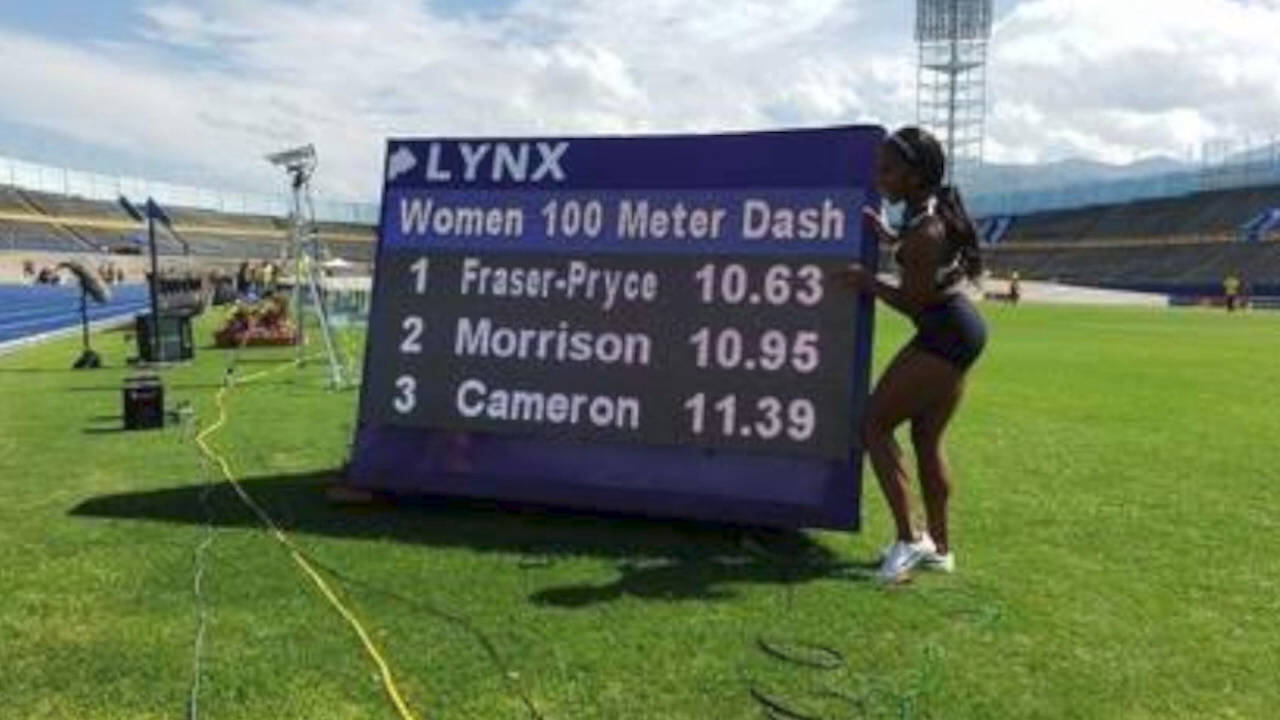 LYNX
Women 100 Meter Dash
1 Fraser-Pryce 10.63
2 Morrison 10.95
3 Cameron 11.39